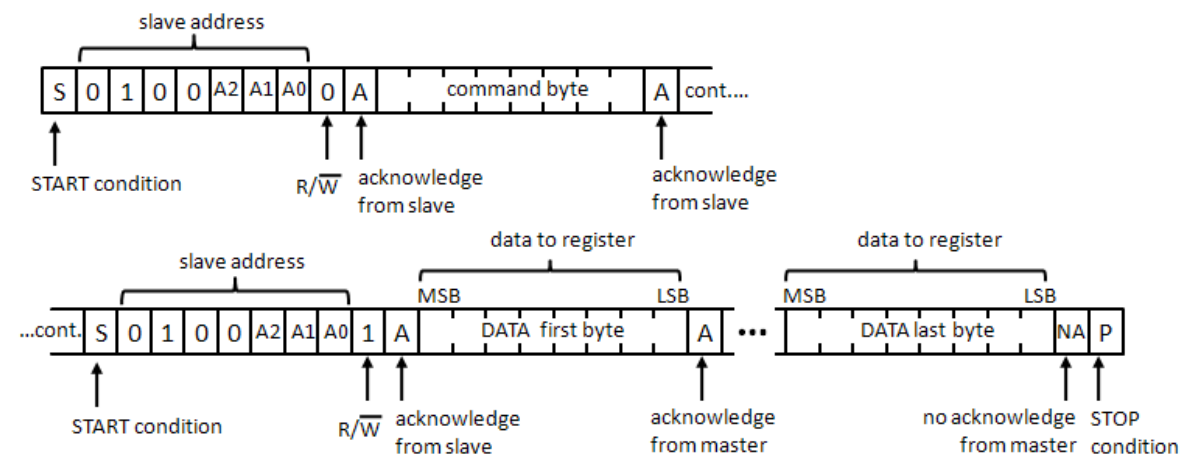 slave address
S 0 1 0 0 A2 A1 A0 0 A command byte A cont....
START condition
R/W̅
acknowledge
from slave
acknowledge
from slave
data to register
data to register
slave address
MSB
LSB
MSB
LSB
...cont. S 0 1 0 0 A2 A1 A0 1 A DATA first byte A ••• DATA last byte NA P
START condition
R/W̅
acknowledge
from slave
acknowledge
from master
no acknowledge
from master
STOP
condition